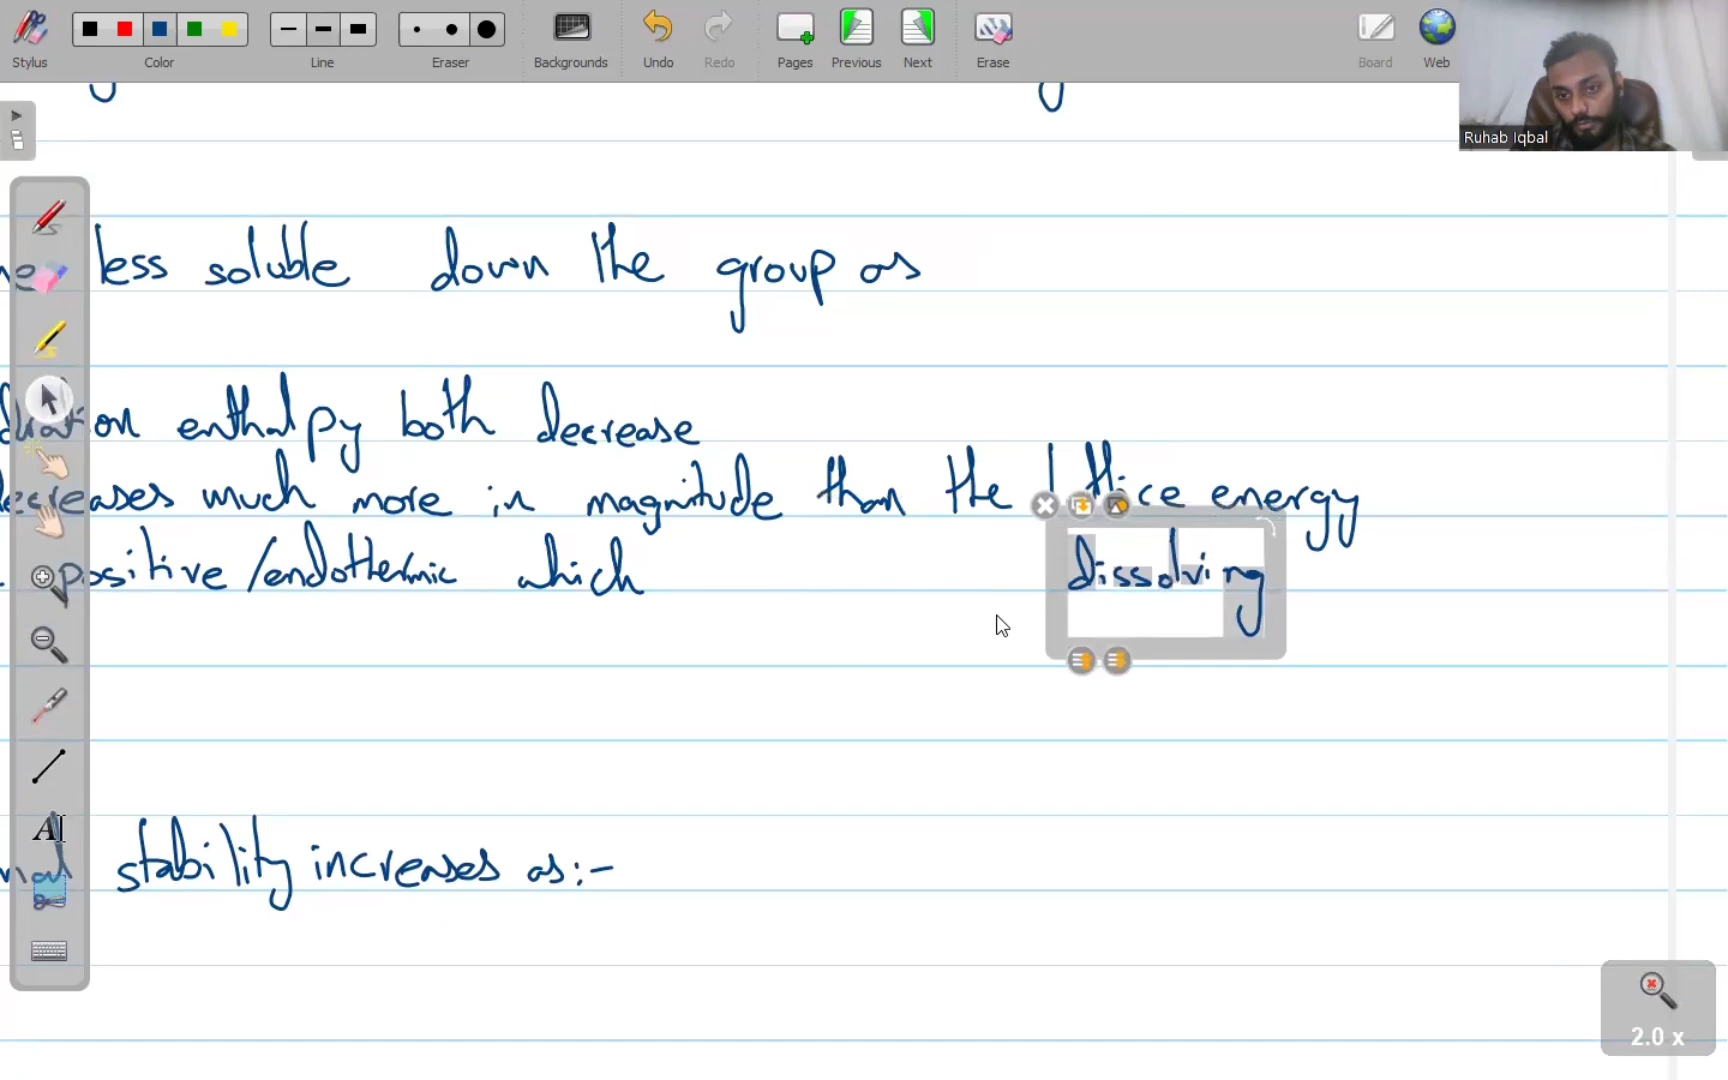 Stylus
Color
Line
Eraser
Backgrounds
Undo
Redo
Pages
Previous
Next
Erase
Board
Web
Ruhab Iqbal
less soluble down the group as
enthalpy both decrease
decreases much more in magnitude than the energy
positive/endothermic which dissolving
stability increases as:-
2.0 x